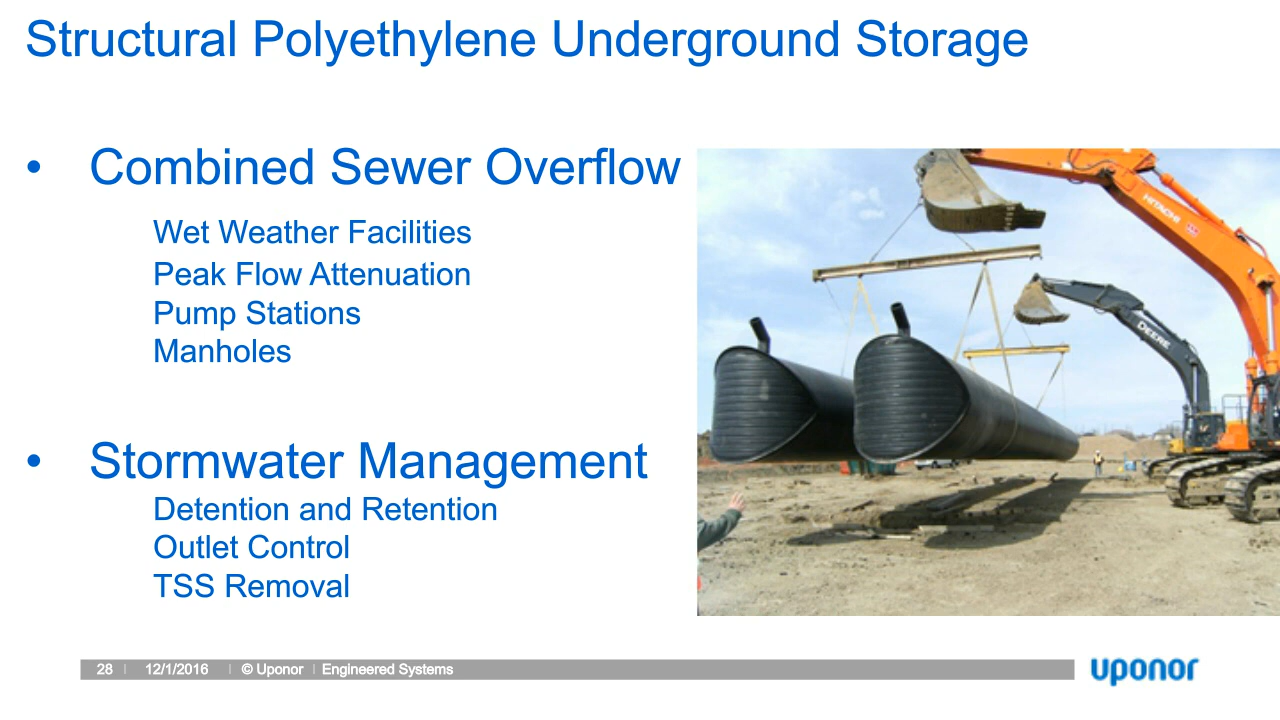 Structural Polyethylene Underground Storage
• Combined Sewer Overflow
Wet Weather Facilities
Peak Flow Attenuation
Pump Stations
Manholes
• Stormwater Management
Detention and Retention
Outlet Control
TSS Removal
HITACHI
DEERE
28 | 12/1/2016 | © Uponor | Engineered Systems
uponor